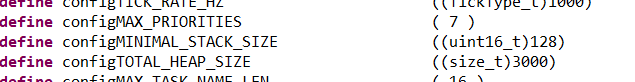 define configTICK_RATE_HZ ((TickType_t)1000)
define configMAX_PRIORITIES ( 7 )
define configMINIMAL_STACK_SIZE ((uint16_t)128)
define configTOTAL_HEAP_SIZE ((size_t)3000)
define configMAX_TASK_NAME_LEN ( 16 )